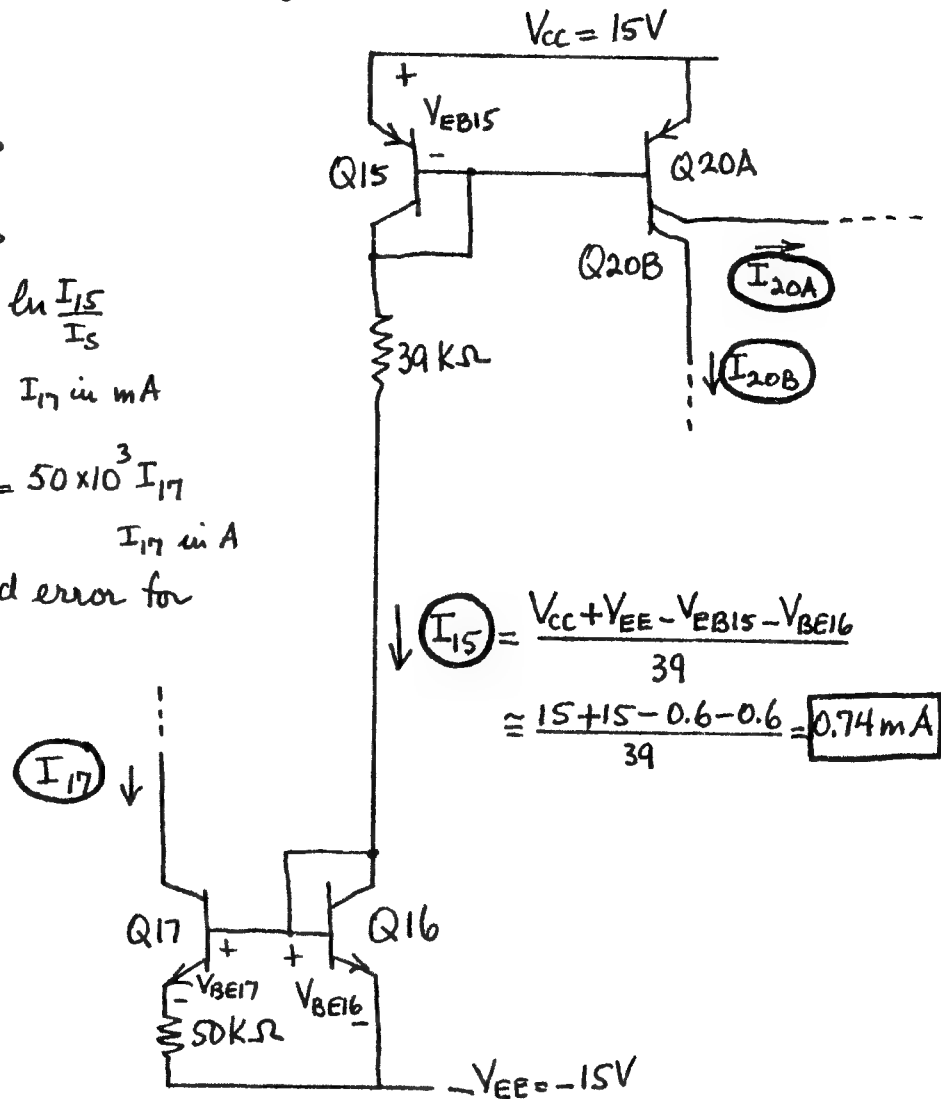 VCC = 15V
+
VEB15
-
Q15
Q20A
Q20B
I20A
ln I15/IS
39 KΩ
I20B
I17 in mA
= 50 x10^3 I17
I17 in A
d error for
I15 = VCC+VEE-VEB15-VBE16 / 39
≅ 15+15-0.6-0.6 / 39 = 0.74 mA
I17
Q17
Q16
+
+
VBE17
-
VBE16
-
50KΩ
-VEE=-15V